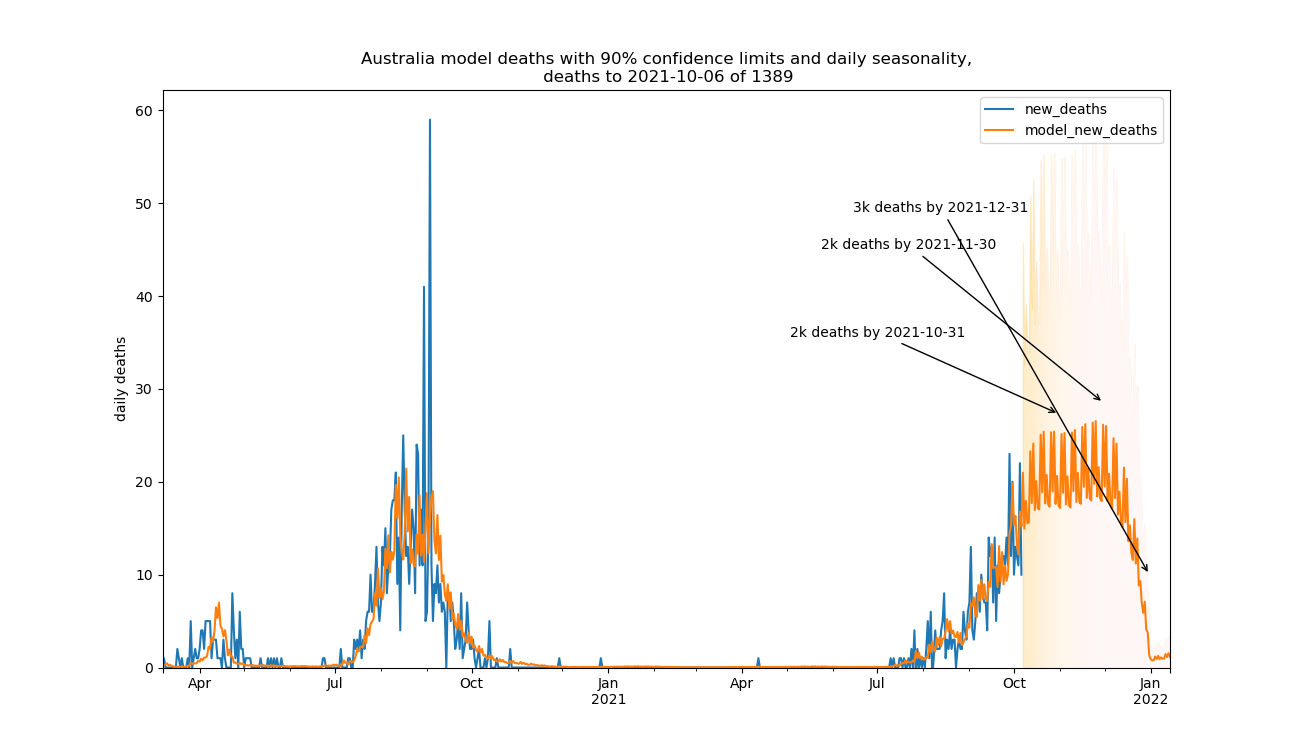 Australia model deaths with 90% confidence limits and daily seasonality,
deaths to 2021-10-06 of 1389
new_deaths
model_new_deaths
3k deaths by 2021-12-31
2k deaths by 2021-11-30
2k deaths by 2021-10-31
daily deaths
60
50
40
30
20
10
0
Apr
Jul
Oct
Jan
2021
Apr
Jul
Oct
Jan
2022